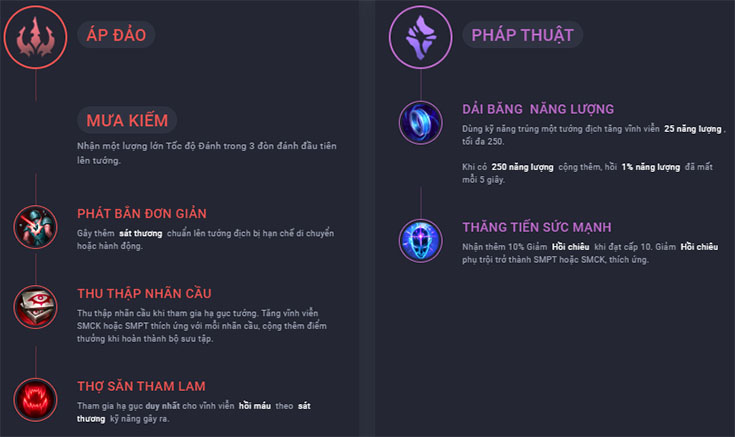 ÁP ĐẢO
MƯA KIẾM
Nhận một lượng lớn Tốc độ Đánh trong 3 đòn đánh đầu tiên
lên tướng.
PHÁT BẮN ĐƠN GIẢN
Gây thêm sát thương chuẩn lên tướng địch bị hạn chế di chuyển
hoặc hành động.
THU THẬP NHÃN CẦU
Thu thập nhãn cầu khi tham gia hạ gục tướng. Tăng vĩnh viễn
SMCK hoặc SMPT thích ứng với mỗi nhãn cầu, cộng thêm điểm
thưởng khi hoàn thành bộ sưu tập.
THỢ SĂN THAM LAM
Tham gia hạ gục duy nhất cho vĩnh viễn hồi máu theo sát
thương kỹ năng gây ra.
PHÁP THUẬT
DẢI BĂNG NĂNG LƯỢNG
Dùng kỹ năng trúng một tướng địch tăng vĩnh viễn 25 năng lượng ,
tối đa 250.
Khi có 250 năng lượng cộng thêm, hồi 1% năng lượng đã mất
mỗi 5 giây.
THĂNG TIẾN SỨC MẠNH
Nhận thêm 10% Giảm Hồi chiêu khi đạt cấp 10. Giảm Hồi chiêu
phụ trội trở thành SMPT hoặc SMCK, thích ứng.